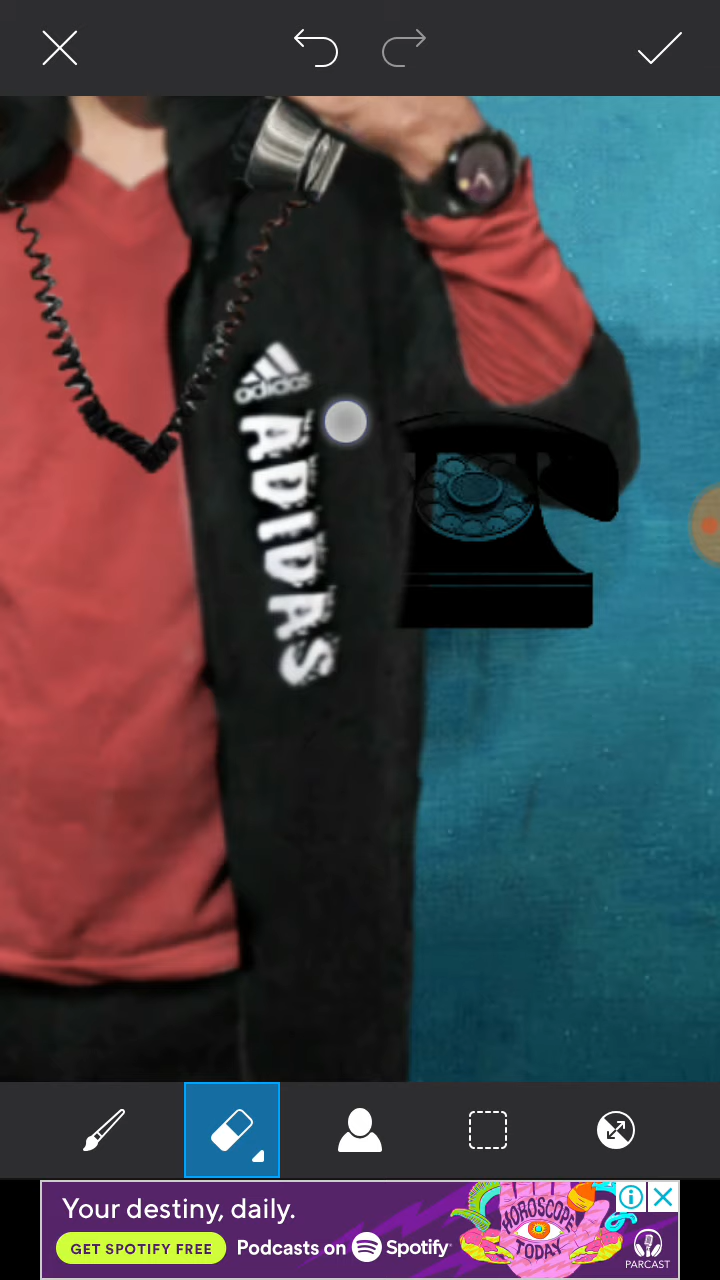 adidas
ADIDAS
Your destiny, daily.
GET SPOTIFY FREE
Podcasts on Spotify
HOROSCOPE
TODAY
PARCAST